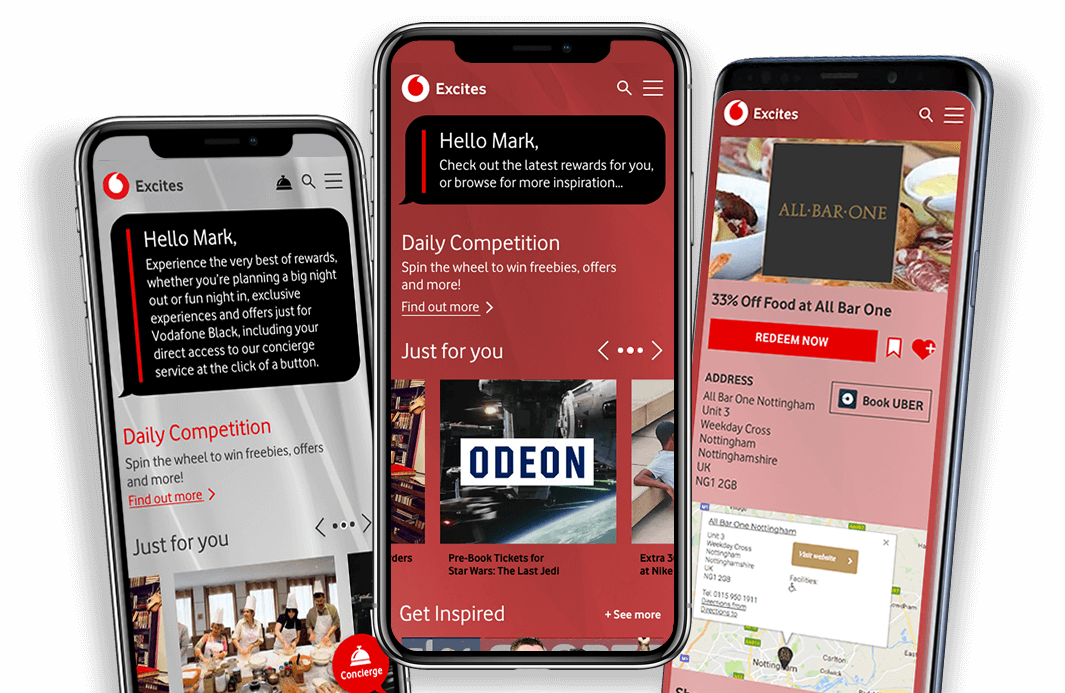 Excites
Hello Mark,
Experience the very best of rewards,
whether you're planning a big night
out or fun night in, exclusive
experiences and offers just for
Vodafone Black, including your
direct access to our concierge
service at the click of a button.
Daily Competition
Spin the wheel to win freebies, offers
and more!
Find out more
Just for you
Concierge
Excites
Hello Mark,
Check out the latest rewards for you,
or browse for more inspiration...
Daily Competition
Spin the wheel to win freebies, offers
and more!
Find out more
Just for you
ODEON
Pre-Book Tickets for
Star Wars: The Last Jedi
Extra
at Nike
Get Inspired
+ See more
Excites
ALL·BAR·ONE
33% Off Food at All Bar One
REDEEM NOW
ADDRESS
All Bar One Nottingham
Unit 3
Weekday Cross
Nottingham
Nottinghamshire
UK
NG1 2GB
Book UBER
All Bar One Nottingham
Unit 3
Weekday Cross
Nottingham
Nottinghamshire
UK
NG1 2GB
Tel: 0115 950 1911
Directions from
Directions to
Visit website
Facilities:
Nottingham
Carlton
Colwick